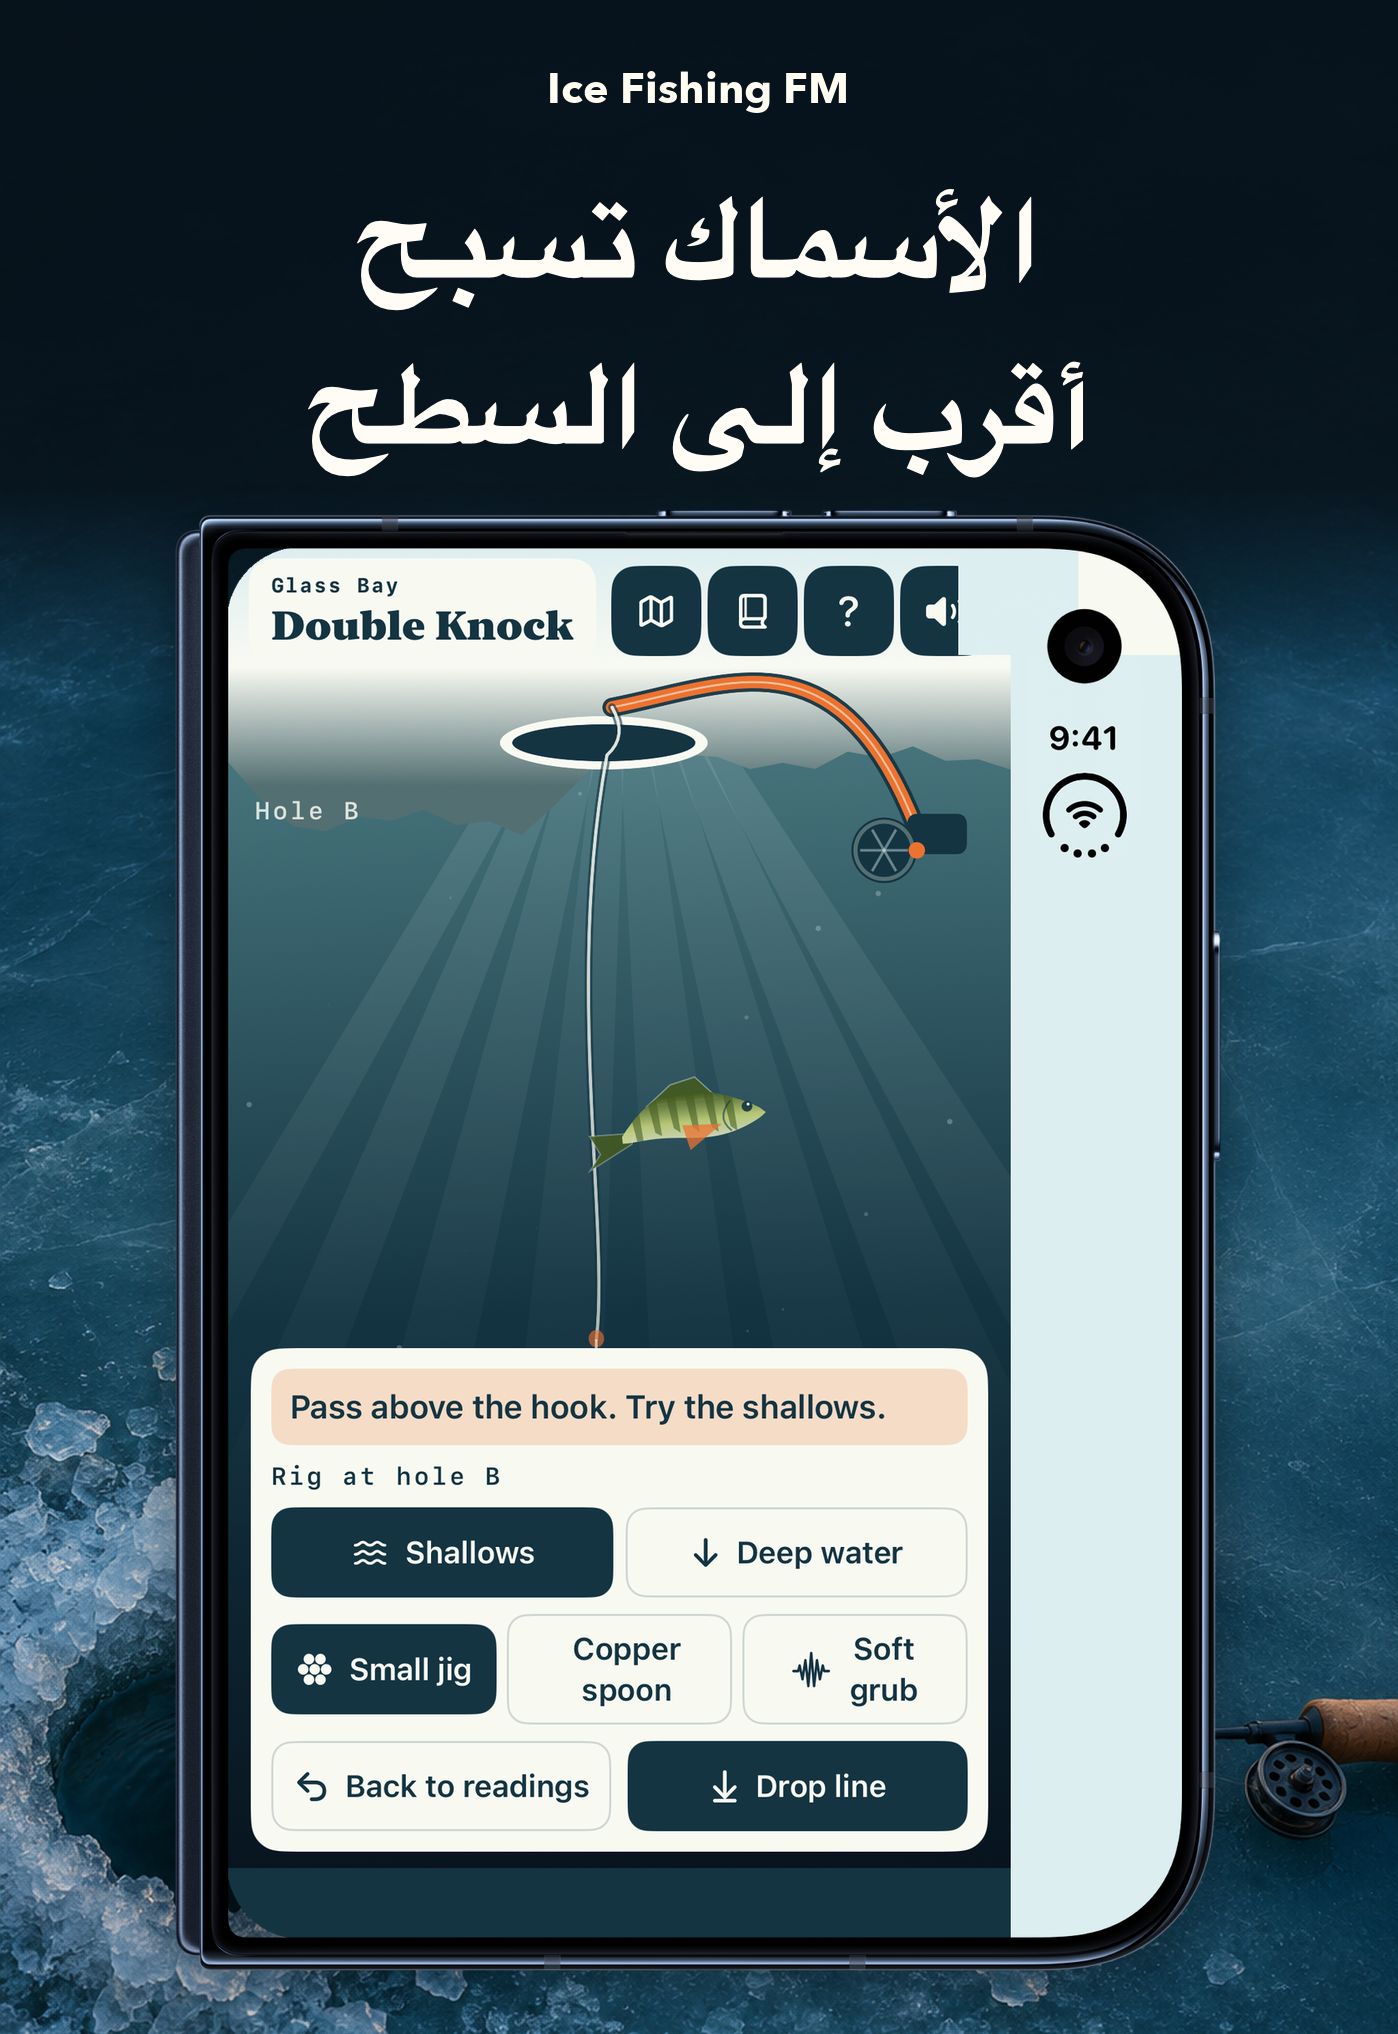 Ice Fishing FM
الأسماك تسبح
أقرب إلى السطح
Glass Bay
Double Knock
?
9:41
Hole B
Pass above the hook. Try the shallows.
Rig at hole B
Shallows
Deep water
Small jig
Copper
spoon
Soft
grub
Back to readings
Drop line